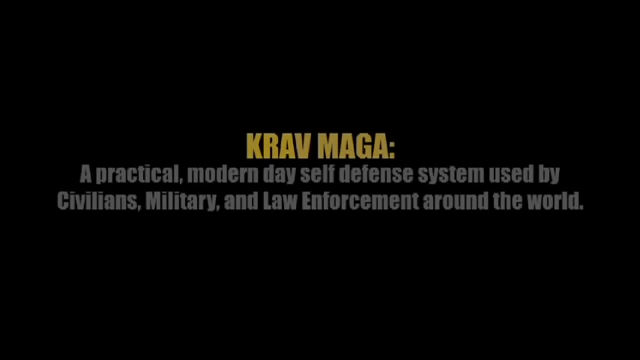 KRAV MAGA:
A practical, modern day self defense system used by
Civilians, Military, and Law Enforcement around the world.